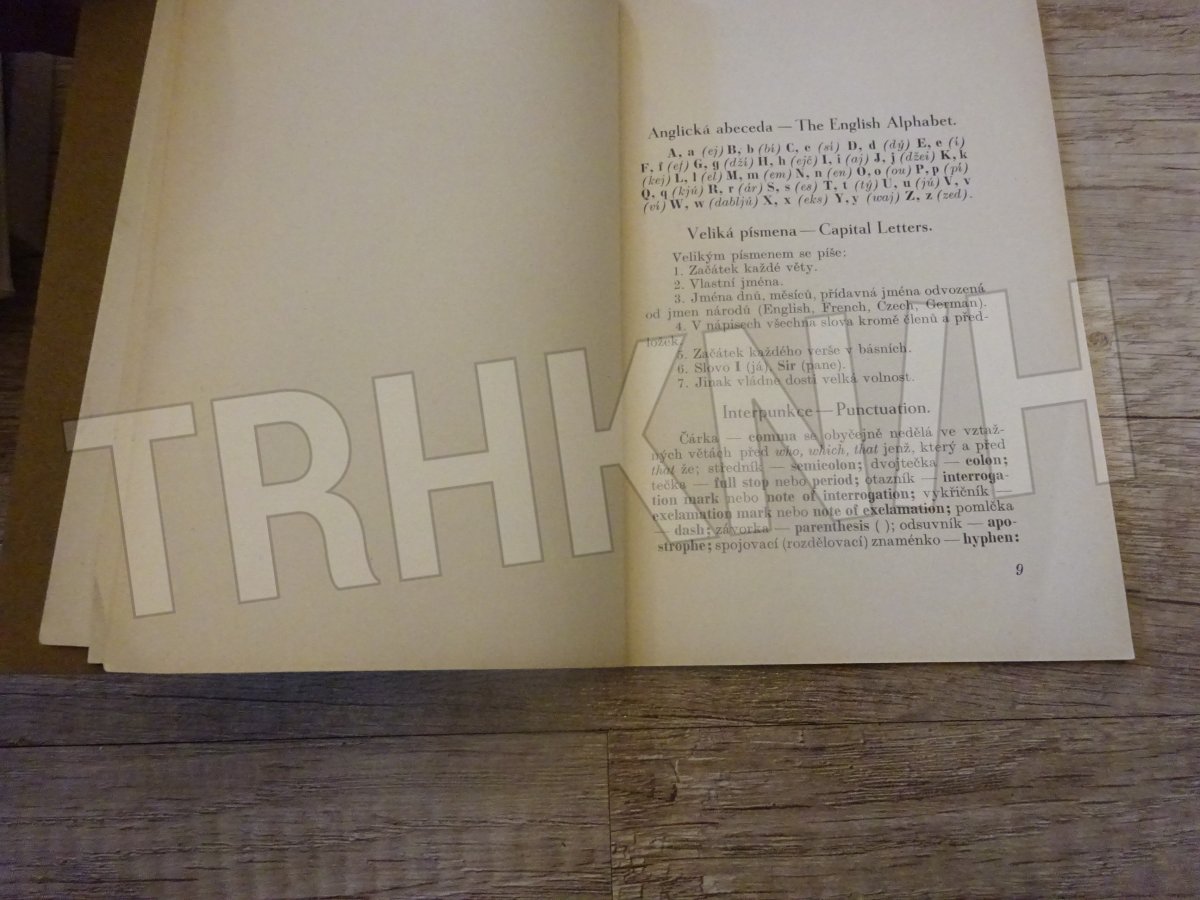 Anglická abeceda — The English Alphabet.
A, a (ej) B, b (bí) C, c (sí) D, d (dý) E, e (í)
F, f (ef) G, g (dží) H, h (ejč) I, i (aj) J, j (džei) K, k
(kej) L, l (el) M, m (em) N, n (en) O, o (ou) P, p (pí)
Q, q (kjú) R, r (ár) S, s (es) T, t (tý) U, u (jú) V, v
(ví) W, w (dabljú) X, x (eks) Y, y (waj) Z, z (zed).
Veliká písmena — Capital Letters.
Velikým písmenem se píše:
1. Začátek každé věty.
2. Vlastní jména.
3. Jména dnů, měsíců, přídavná jména odvozená
od jmen národů (English, French, Czech, German).
4. V nápisech všechna slova kromě členů a před-
ložek.
5. Začátek každého verše v básních.
6. Slovo I (já), Sir (pane).
7. Jinak vládne dosti velká volnost.
Interpunkce — Punctuation.
Čárka — comma se obyčejně nedělá ve vztaž-
ných větách před who, which, that jenž, který a před
that že; středník — semicolon; dvojtečka — colon;
tečka — full stop nebo period; otazník — interroga-
tion mark nebo note of interrogation; vykřičník —
exclamation mark nebo note of exclamation; pomlčka
— dash; závorka — parenthesis ( ); odsuvník — apo-
strophe; spojovací (rozdělovací) znaménko — hyphen:
9
TRHKNIH